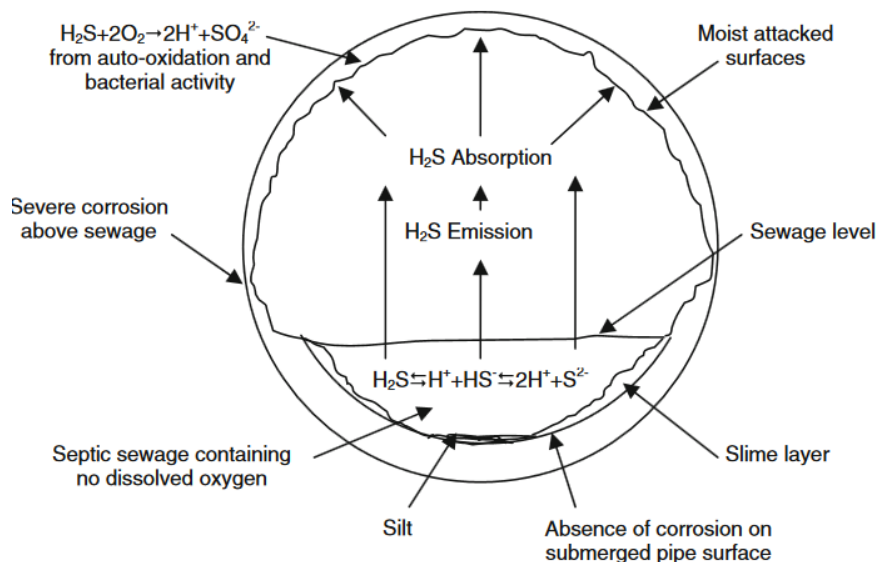 H₂S+2O₂→2H⁺+SO₄²⁻
from auto-oxidation and
bacterial activity
Moist attacked
surfaces
H₂S Absorption
Severe corrosion
above sewage
H₂S Emission
Sewage level
H₂S⇆H⁺+HS⁻⇆2H⁺+S²⁻
Septic sewage containing
no dissolved oxygen
Slime layer
Silt
Absence of corrosion on
submerged pipe surface